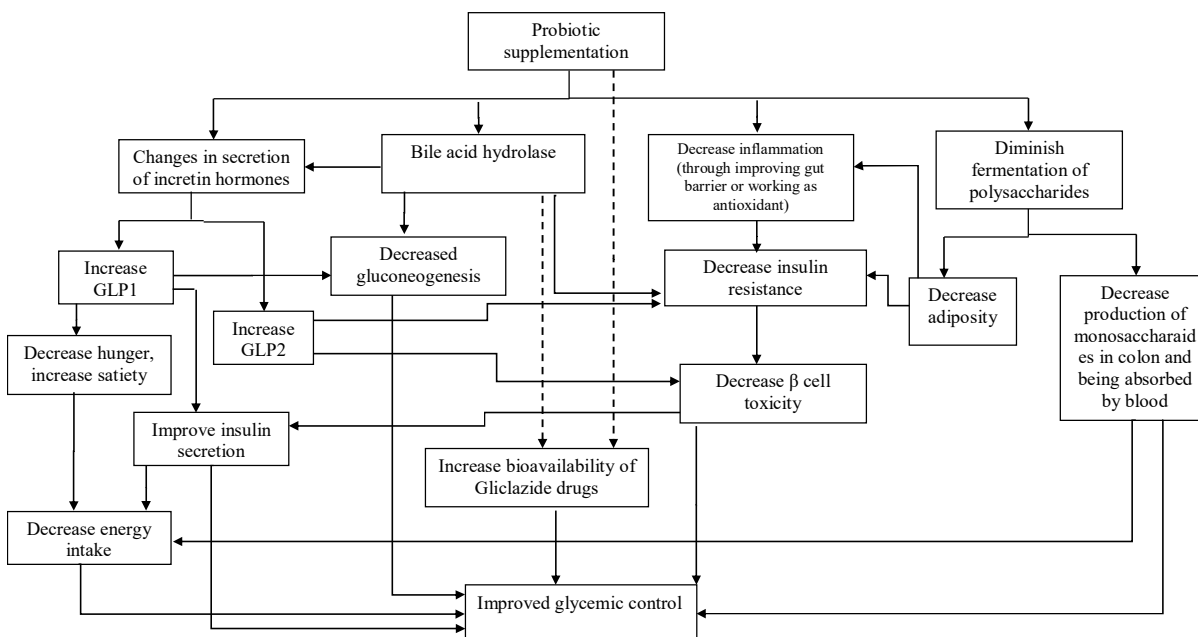 Probiotic
supplementation
Changes in secretion
of incretin hormones
Bile acid hydrolase
Decrease inflammation
(through improving gut
barrier or working as
antioxidant)
Diminish
fermentation of
polysaccharides
Increase
GLP1
Decreased
gluconeogenesis
Decrease insulin
resistance
Decrease
adiposity
Decrease
production of
monosaccharaid
es in colon and
being absorbed
by blood
Increase
GLP2
Decrease hunger,
increase satiety
Decrease β cell
toxicity
Improve insulin
secretion
Increase bioavailability of
Gliclazide drugs
Decrease energy
intake
Improved glycemic control